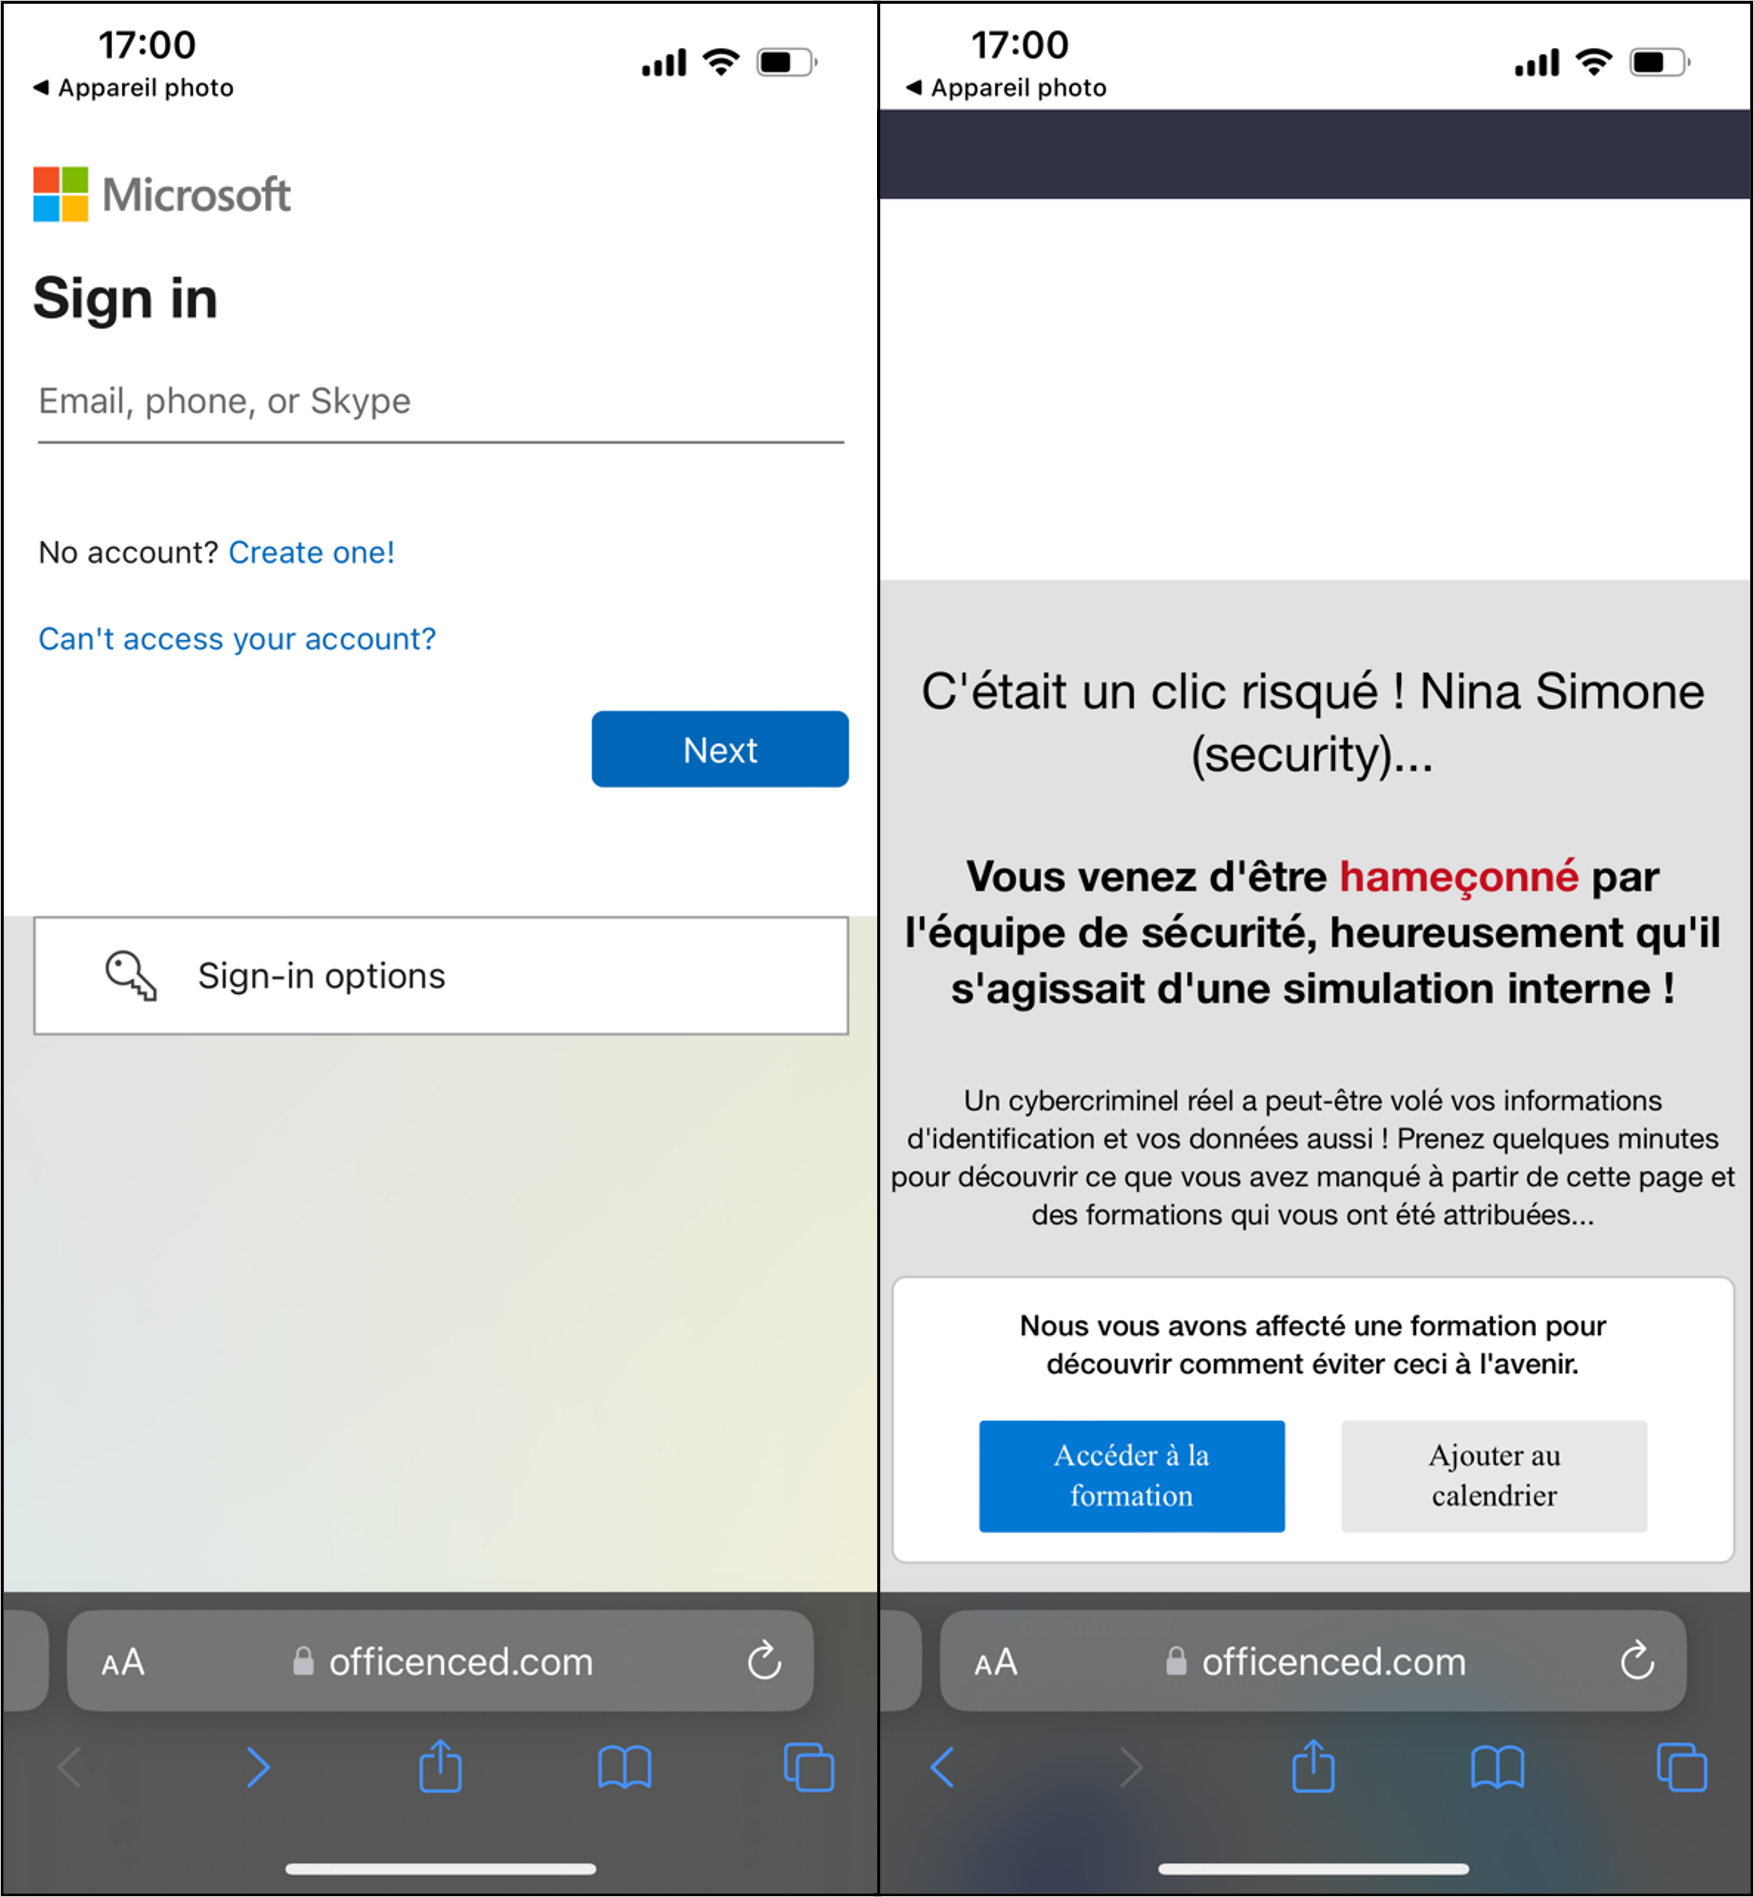 17:00
◀ Appareil photo
Microsoft
Sign in
Email, phone, or Skype
No account? Create one!
Can't access your account?
Next
Sign-in options
AA officenced.com
17:00
◀ Appareil photo
C'était un clic risqué ! Nina Simone
(security)...
Vous venez d'être hameçonné par
l'équipe de sécurité, heureusement qu'il
s'agissait d'une simulation interne !
Un cybercriminel réel a peut-être volé vos informations
d'identification et vos données aussi ! Prenez quelques minutes
pour découvrir ce que vous avez manqué à partir de cette page et
des formations qui vous ont été attribuées...
Nous vous avons affecté une formation pour
découvrir comment éviter ceci à l'avenir.
Accéder à la
formation
Ajouter au
calendrier
AA officenced.com